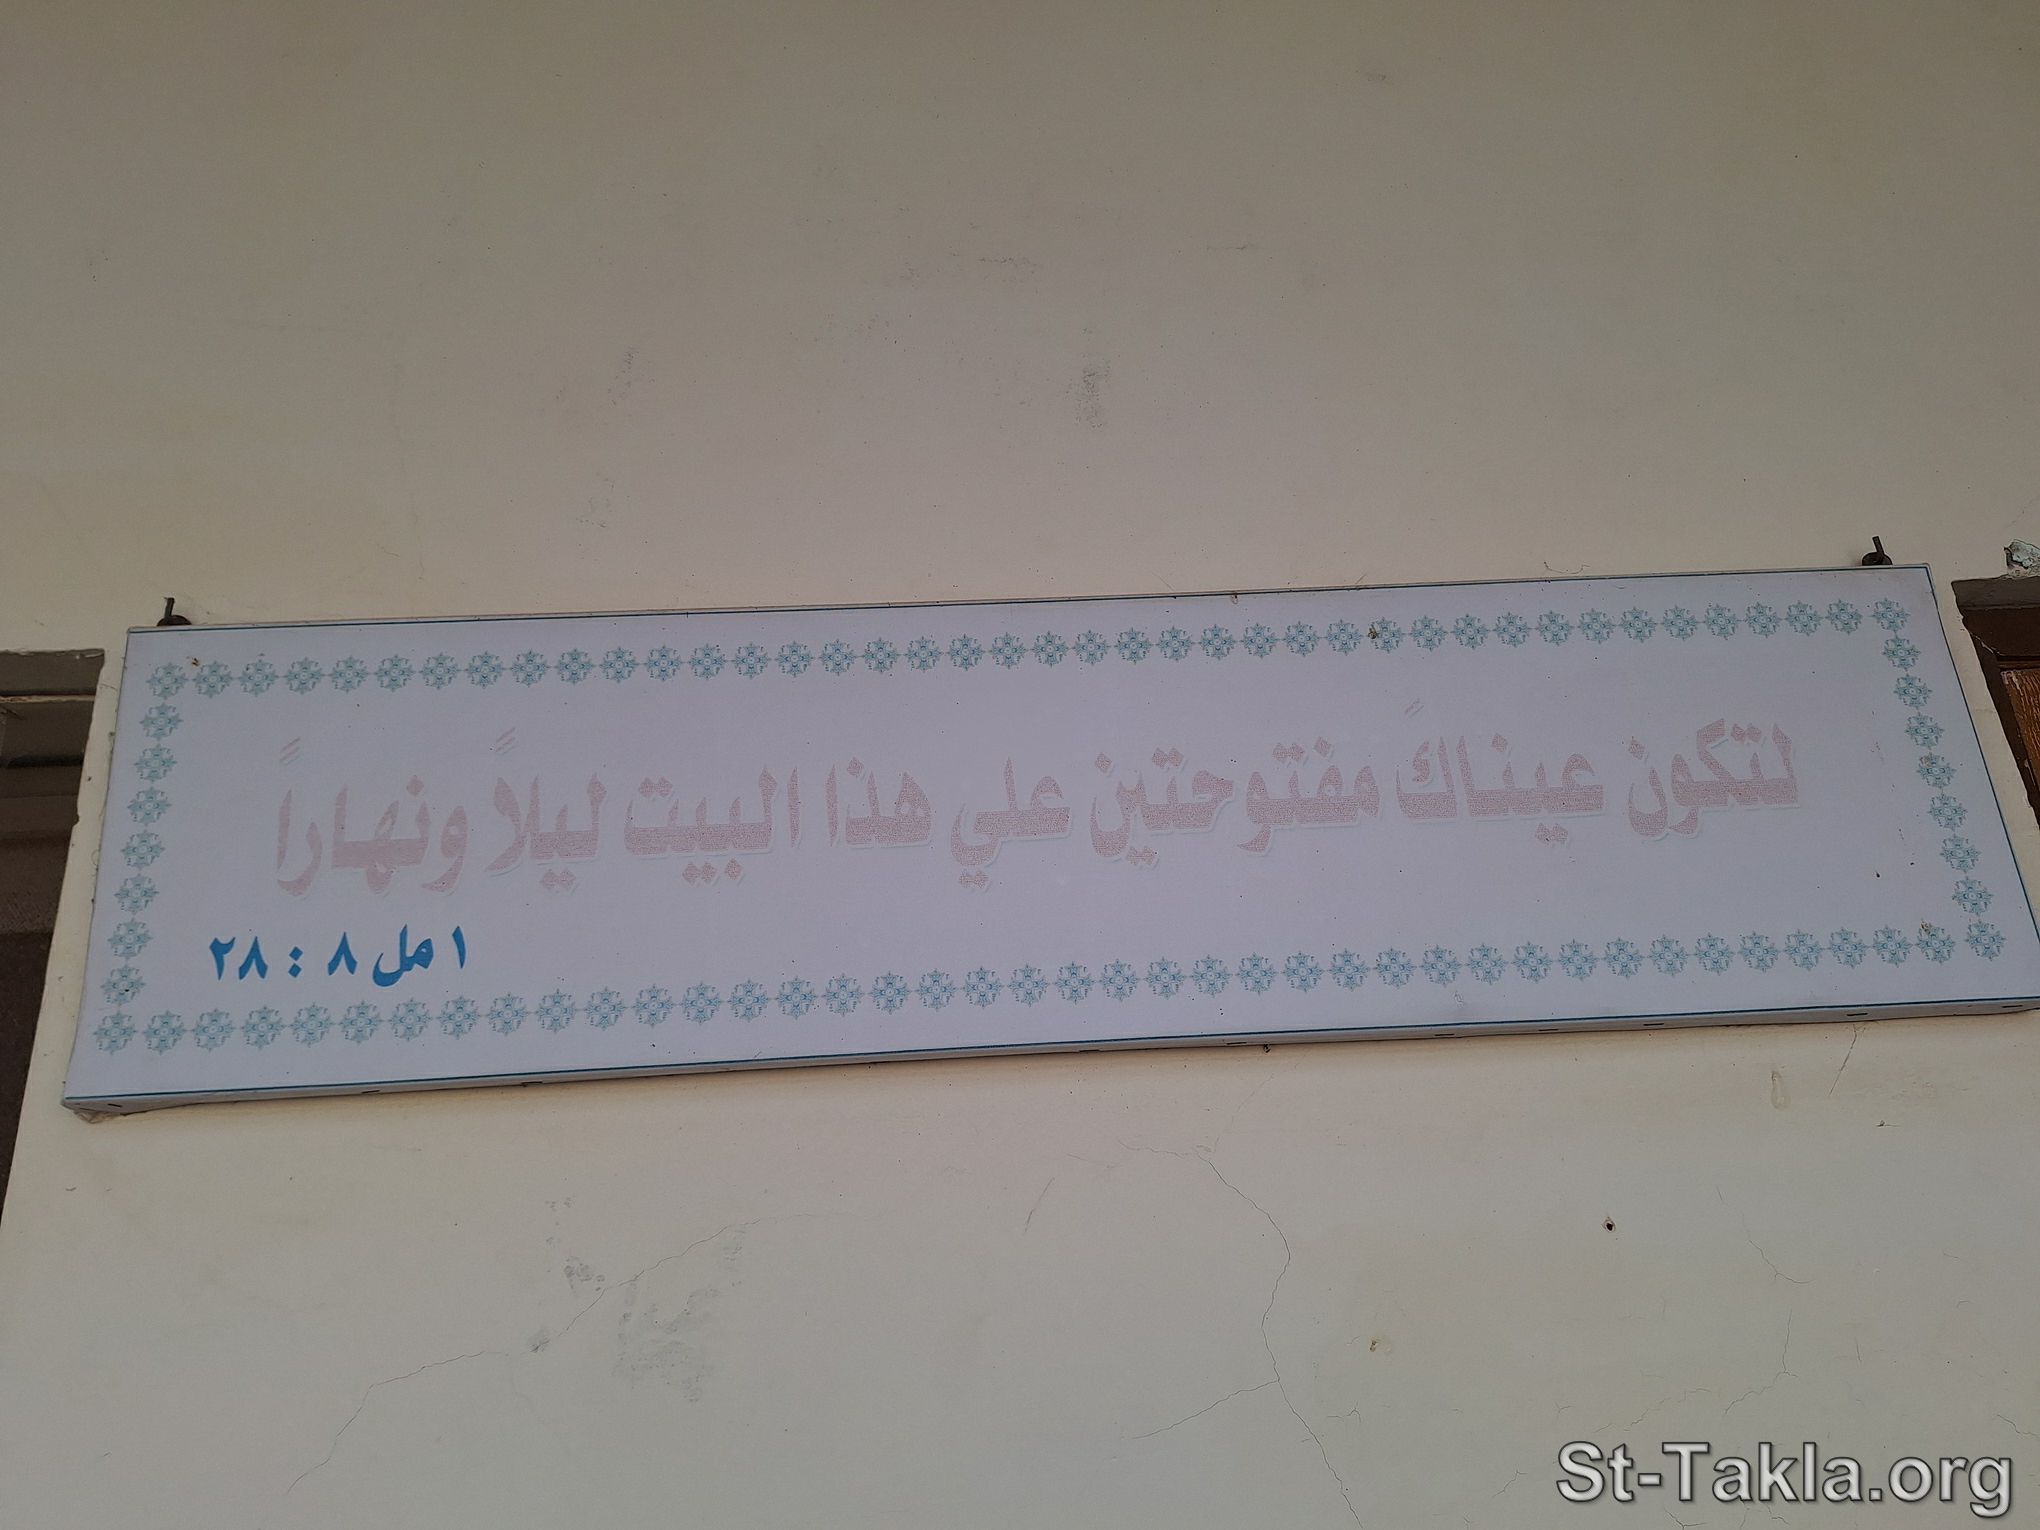 لتكون عيناكً مفتوحتين علي هذا البيت ليلاً ونهاراً
١ مل ٨ : ٢٨
St-Takla.org